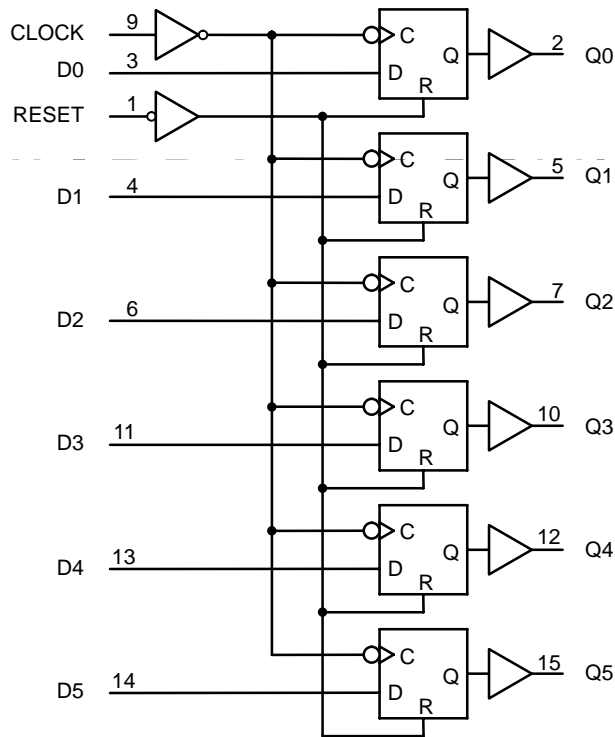 CLOCK 9 C Q 2 Q0
D0 3 D
RESET 1 R
C Q 5 Q1
D1 4 D
R
C Q 7 Q2
D2 6 D
R
C Q 10 Q3
D3 11 D
R
C Q 12 Q4
D4 13 D
R
C Q 15 Q5
D5 14 D
R